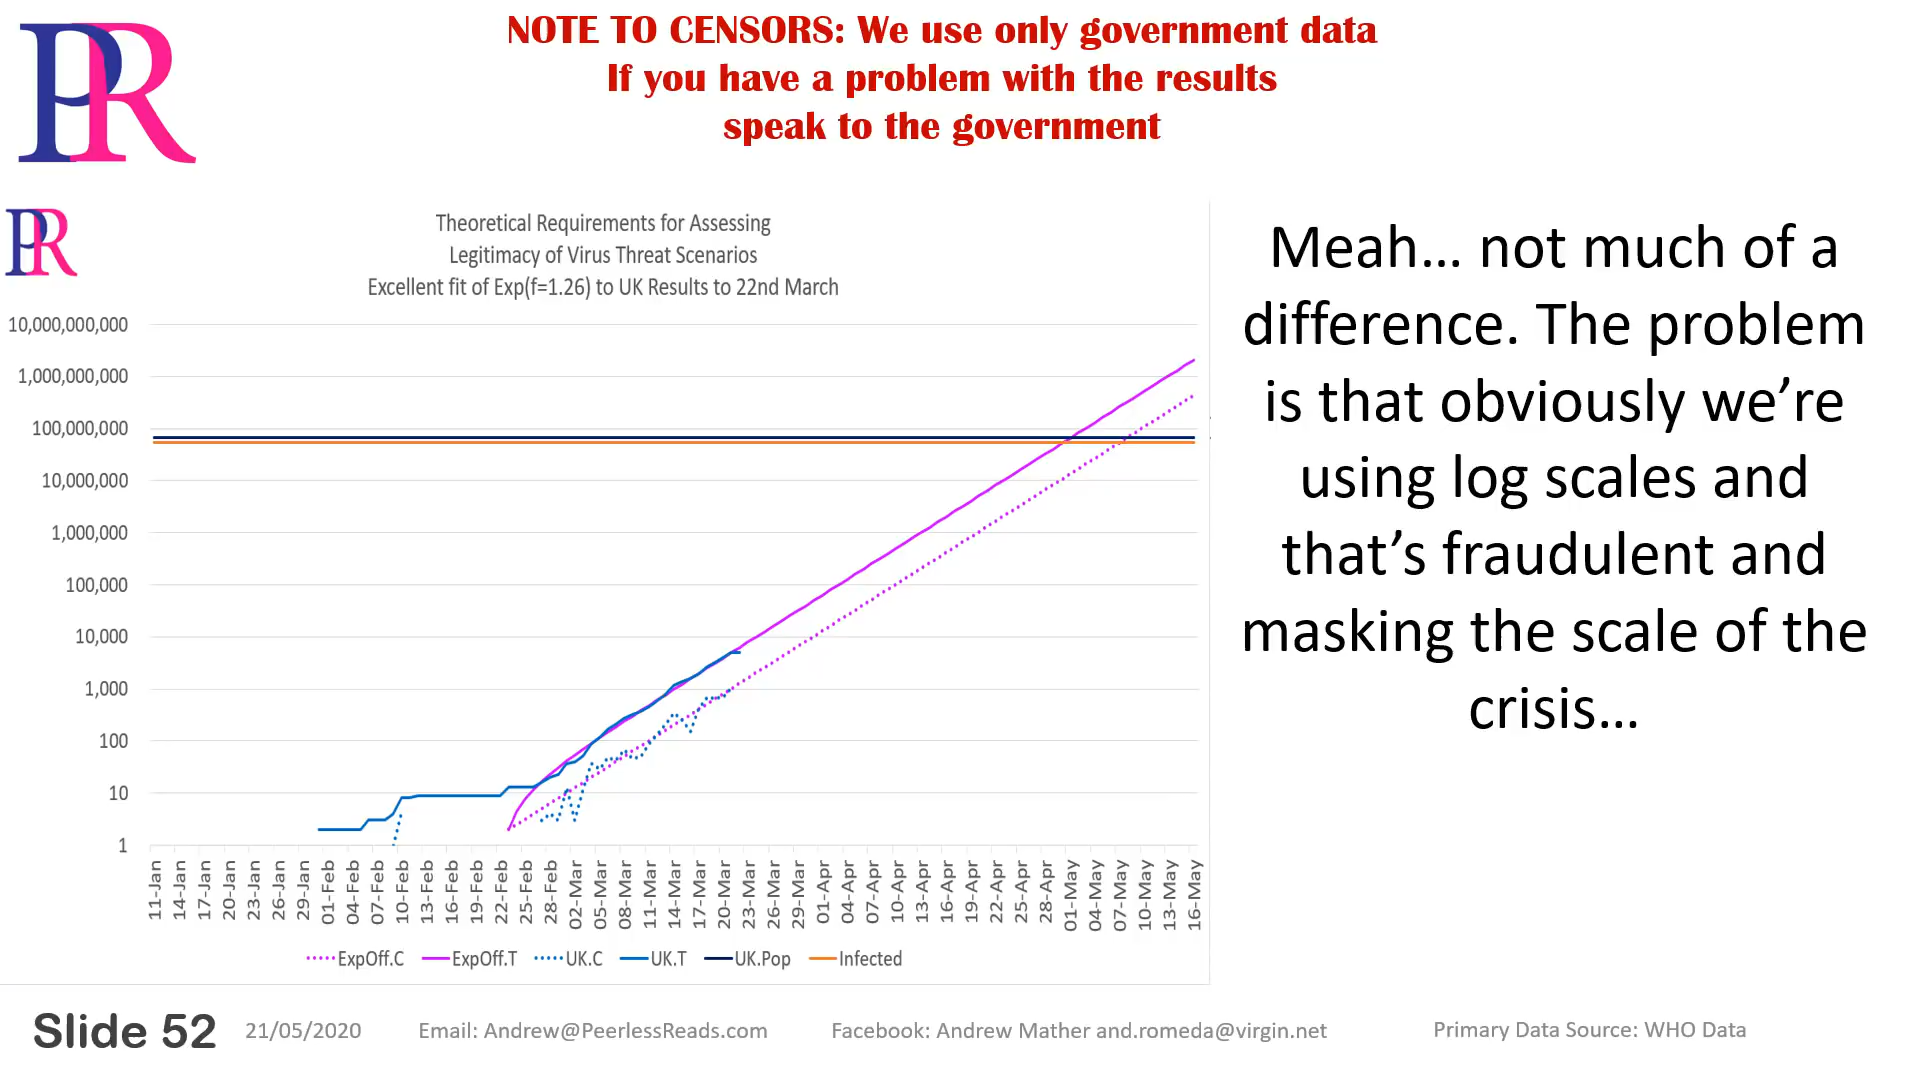 PR
NOTE TO CENSORS: We use only government data
If you have a problem with the results
speak to the government
PR
Theoretical Requirements for Assessing
Legitimacy of Virus Threat Scenarios
Excellent fit of Exp(f=1.26) to UK Results to 22nd March
10,000,000,000
1,000,000,000
100,000,000
10,000,000
1,000,000
100,000
10,000
1,000
100
10
1
11-Jan
14-Jan
17-Jan
20-Jan
23-Jan
26-Jan
29-Jan
01-Feb
04-Feb
07-Feb
10-Feb
13-Feb
16-Feb
19-Feb
22-Feb
25-Feb
28-Feb
02-Mar
05-Mar
08-Mar
11-Mar
14-Mar
17-Mar
20-Mar
23-Mar
26-Mar
29-Mar
01-Apr
04-Apr
07-Apr
10-Apr
13-Apr
16-Apr
19-Apr
22-Apr
25-Apr
28-Apr
01-May
04-May
07-May
10-May
13-May
16-May
ExpOff.C ExpOff.T UK.C UK.T UK.Pop Infected
Meah… not much of a
difference. The problem
is that obviously we’re
using log scales and
that’s fraudulent and
masking the scale of the
crisis…
Slide 52 21/05/2020 Email: Andrew@PeerlessReads.com Facebook: Andrew Mather and.romeda@virgin.net Primary Data Source: WHO Data